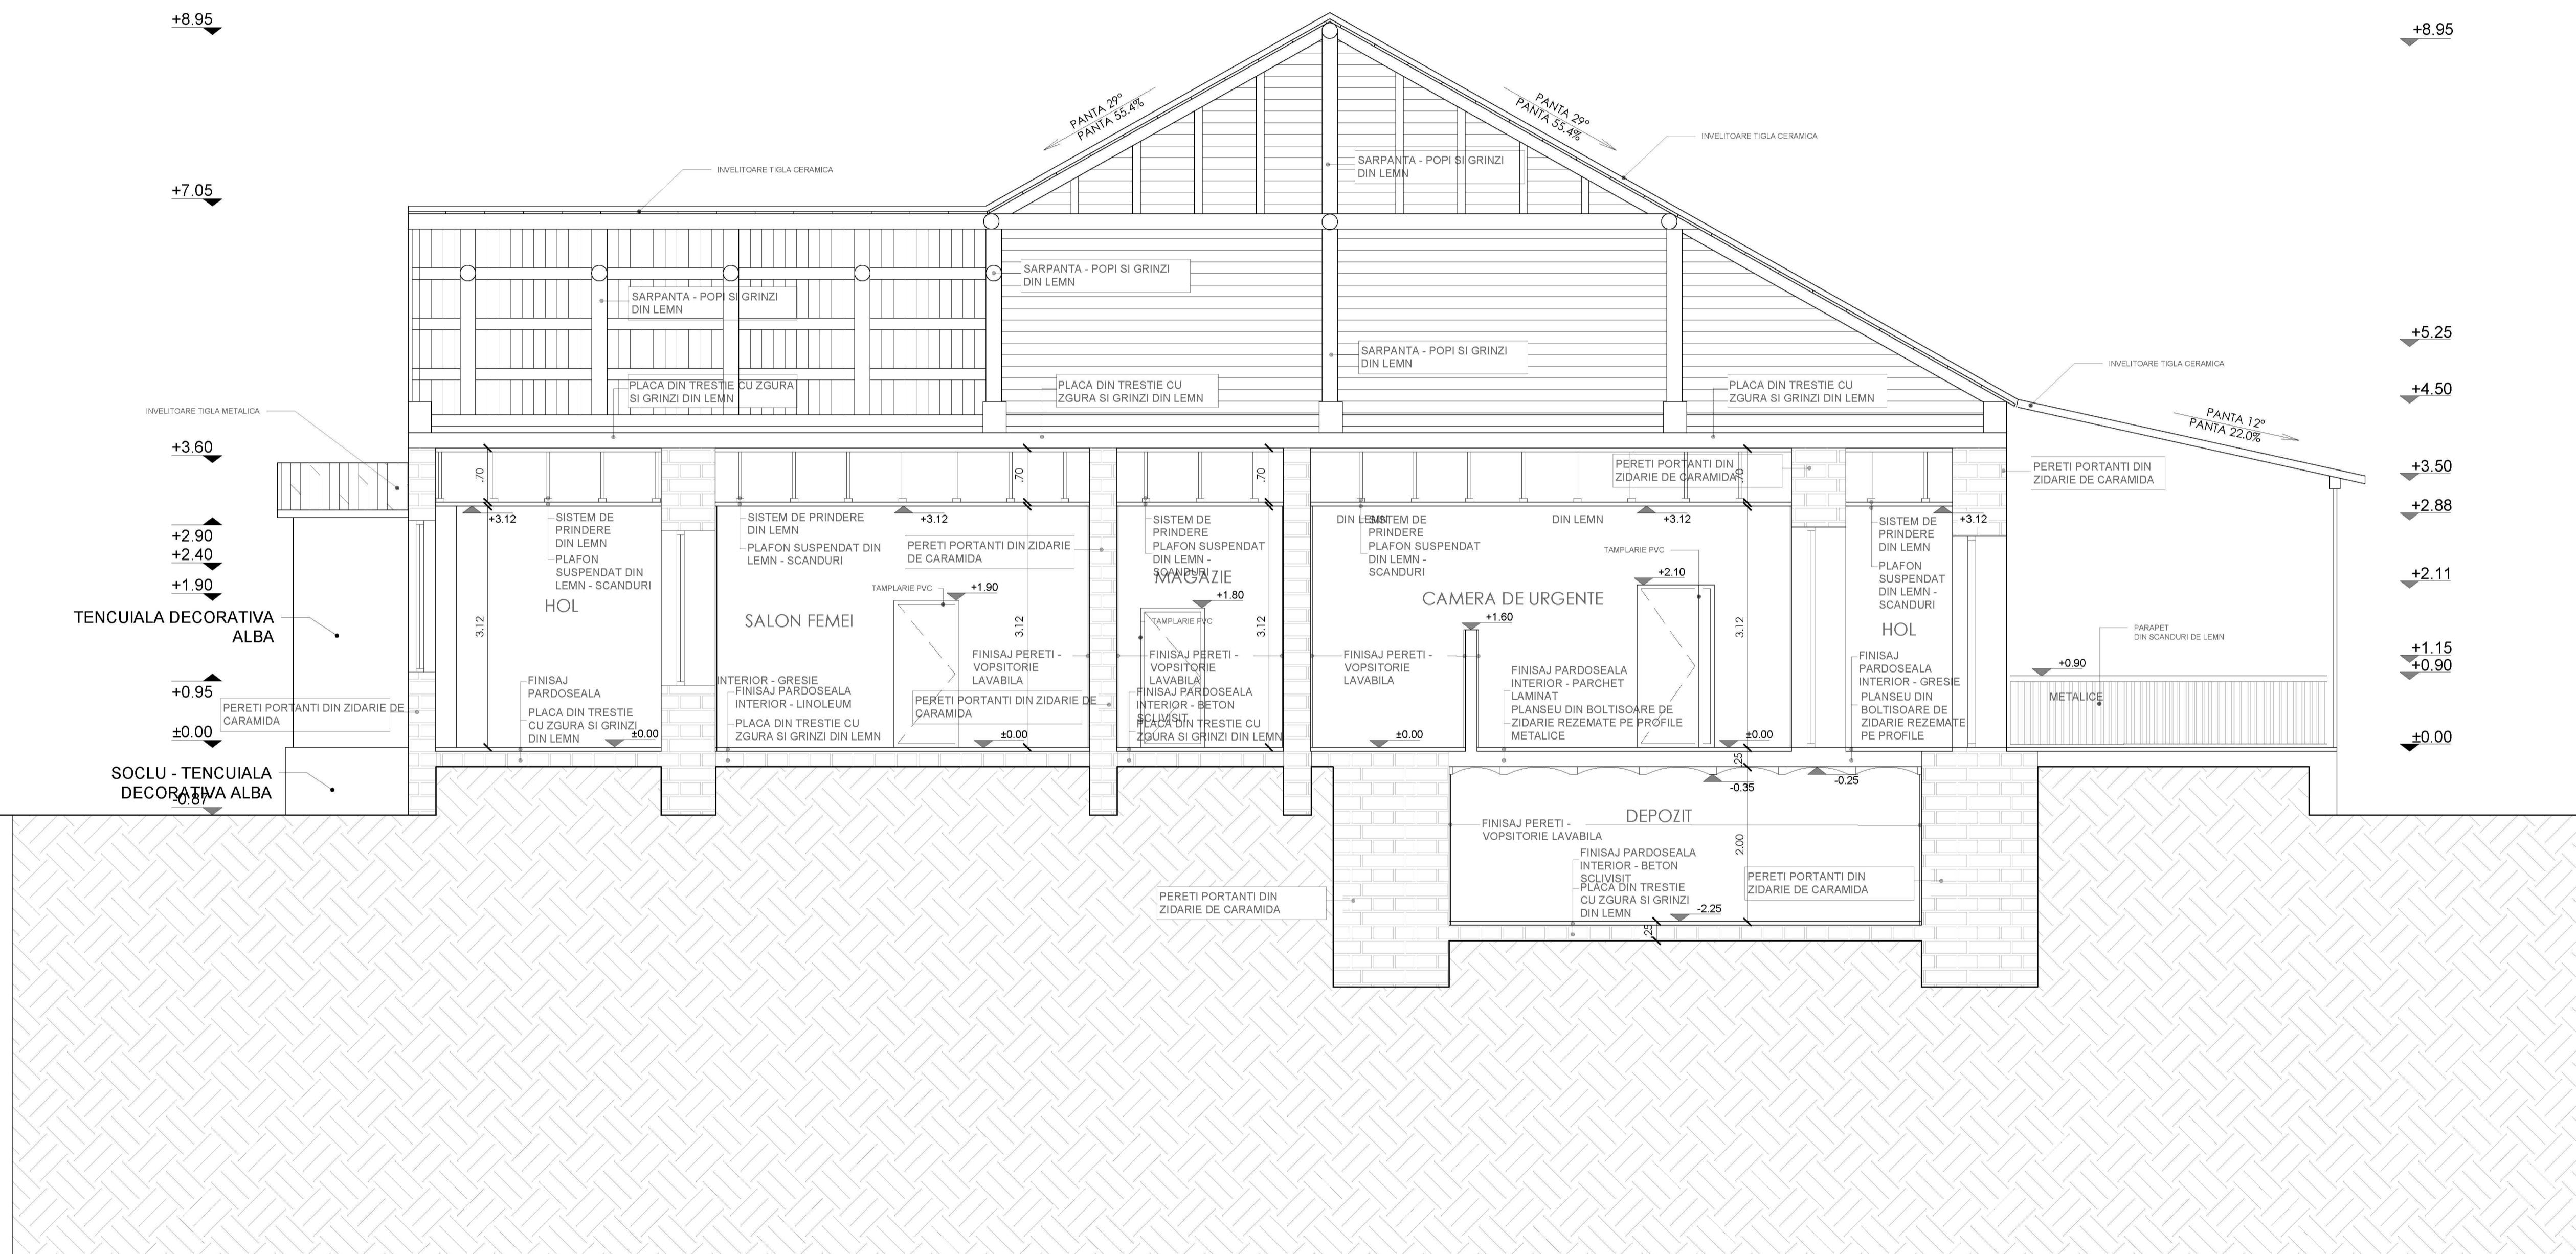 +8.95
+8.95
PANTA 29°
PANTA 55.4%
PANTA 29°
PANTA 55.4%
INVELITOARE TIGLA CERAMICA
INVELITOARE TIGLA CERAMICA
SARPANTA - POPI SI GRINZI
DIN LEMN
+7.05
SARPANTA - POPI SI GRINZI
DIN LEMN
SARPANTA - POPI SI GRINZI
DIN LEMN
+5.25
SARPANTA - POPI SI GRINZI
DIN LEMN
INVELITOARE TIGLA CERAMICA
PLACA DIN TRESTIE CU ZGURA
SI GRINZI DIN LEMN
PLACA DIN TRESTIE CU
ZGURA SI GRINZI DIN LEMN
PLACA DIN TRESTIE CU
ZGURA SI GRINZI DIN LEMN
+4.50
INVELITOARE TIGLA METALICA
PANTA 12°
PANTA 22.0%
+3.60
.70
.70
.70
.70
PERETI PORTANTI DIN
ZIDARIE DE CARAMIDA
PERETI PORTANTI DIN
ZIDARIE DE CARAMIDA
+3.50
+2.88
+3.12
SISTEM DE
PRINDERE
DIN LEMN
PLAFON
SUSPENDAT DIN
LEMN - SCANDURI
SISTEM DE PRINDERE
DIN LEMN
PLAFON SUSPENDAT DIN
LEMN - SCANDURI
+3.12
PERETI PORTANTI DIN ZIDARIE
DE CARAMIDA
SISTEM DE
PRINDERE
PLAFON SUSPENDAT
DIN LEMN -
SCANDURI
DIN LEMN
SISTEM DE
PRINDERE
PLAFON SUSPENDAT
DIN LEMN -
SCANDURI
DIN LEMN
+3.12
TAMPLARIE PVC
SISTEM DE
PRINDERE
DIN LEMN
PLAFON
SUSPENDAT
DIN LEMN -
SCANDURI
+3.12
+2.90
+2.40
+1.90
+2.11
TENCUIALA DECORATIVA
ALBA
HOL
3.12
SALON FEMEI
TAMPLARIE PVC
+1.90
3.12
MAGAZIE
+1.80
TAMPLARIE PVC
3.12
CAMERA DE URGENTE
+1.60
+2.10
3.12
HOL
PARAPET
DIN SCANDURI DE LEMN
+1.15
+0.90
+0.90
METALICE
+0.95
PERETI PORTANTI DIN ZIDARIE DE
CARAMIDA
FINISAJ
PARDOSEALA
PLACA DIN TRESTIE
CU ZGURA SI GRINZI
DIN LEMN
INTERIOR - GRESIE
FINISAJ PARDOSEALA
INTERIOR - LINOLEUM
PLACA DIN TRESTIE CU
ZGURA SI GRINZI DIN LEMN
FINISAJ PERETI -
VOPSITORIE
LAVABILA
PERETI PORTANTI DIN ZIDARIE DE
CARAMIDA
FINISAJ PERETI -
VOPSITORIE
LAVABILA
FINISAJ PARDOSEALA
INTERIOR - BETON
SCLIVISIT
PLACA DIN TRESTIE CU
ZGURA SI GRINZI DIN LEMN
FINISAJ PERETI -
VOPSITORIE
LAVABILA
FINISAJ PARDOSEALA
INTERIOR - PARCHET
LAMINAT
PLANSEU DIN BOLTISOARE DE
ZIDARIE REZEMATE PE PROFILE
METALICE
FINISAJ
PARDOSEALA
INTERIOR - GRESIE
PLANSEU DIN
BOLTISOARE DE
ZIDARIE REZEMATE
PE PROFILE
±0.00
±0.00
±0.00
±0.00
±0.00
±0.00
SOCLU - TENCUIALA
DECORATIVA ALBA
-0.87
.25
-0.35
-0.25
DEPOZIT
FINISAJ PERETI -
VOPSITORIE LAVABILA
2.00
FINISAJ PARDOSEALA
INTERIOR - BETON
SCLIVISIT
PLACA DIN TRESTIE
CU ZGURA SI GRINZI
DIN LEMN
PERETI PORTANTI DIN
ZIDARIE DE CARAMIDA
PERETI PORTANTI DIN
ZIDARIE DE CARAMIDA
-2.25
.25